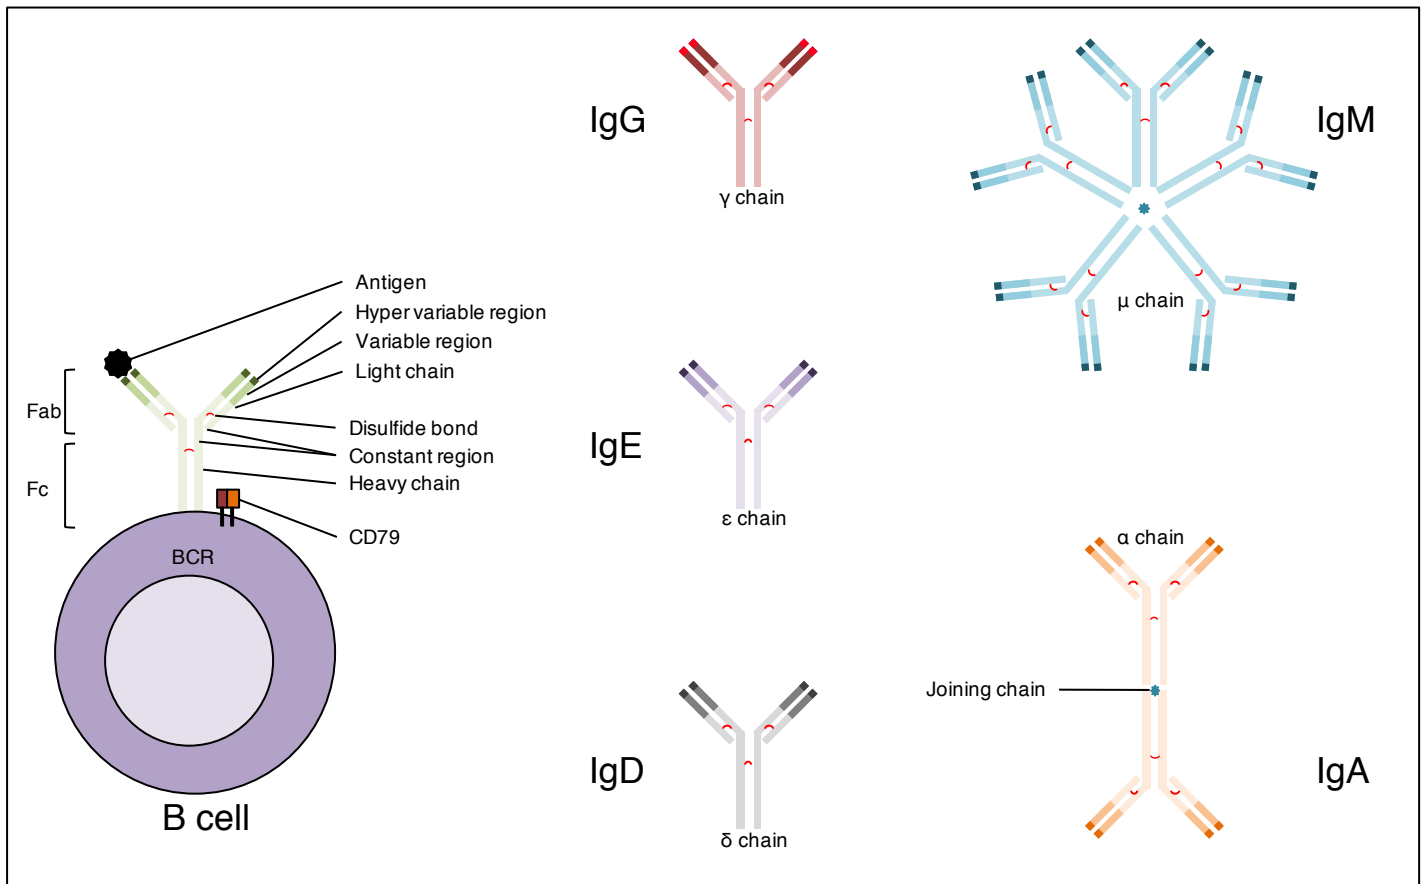 IgG
γ chain
IgM
μ chain
Antigen
Hyper variable region
Variable region
Light chain
Fab
Disulfide bond
Constant region
Fc
Heavy chain
CD79
BCR
B cell
IgE
ε chain
α chain
Joining chain
IgA
IgD
δ chain